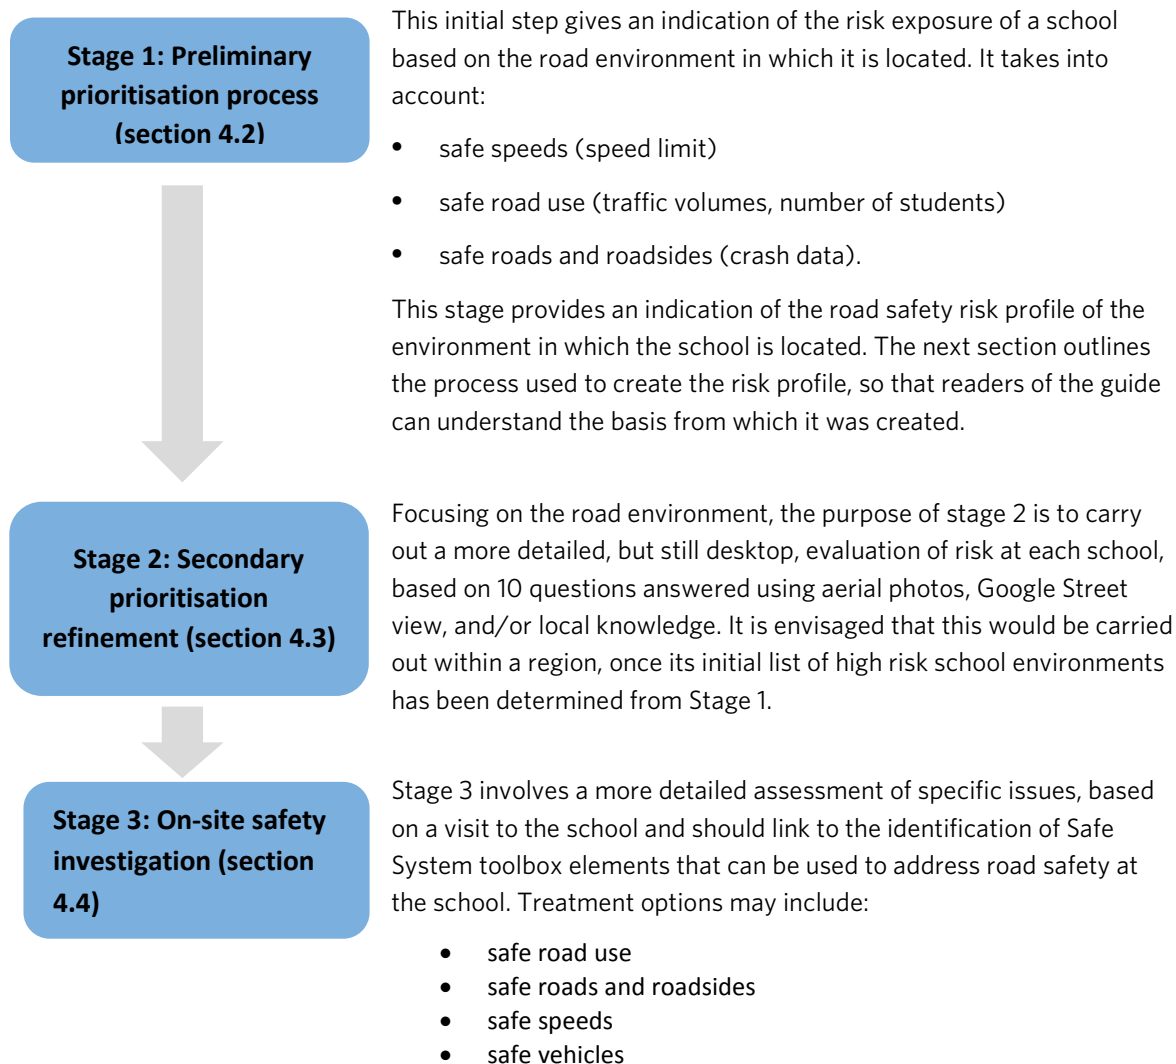 Stage 1: Preliminary
prioritisation process
(section 4.2)
This initial step gives an indication of the risk exposure of a school
based on the road environment in which it is located. It takes into
account:
• safe speeds (speed limit)
• safe road use (traffic volumes, number of students)
• safe roads and roadsides (crash data).
This stage provides an indication of the road safety risk profile of the
environment in which the school is located. The next section outlines
the process used to create the risk profile, so that readers of the guide
can understand the basis from which it was created.
Stage 2: Secondary
prioritisation
refinement (section 4.3)
Focusing on the road environment, the purpose of stage 2 is to carry
out a more detailed, but still desktop, evaluation of risk at each school,
based on 10 questions answered using aerial photos, Google Street
view, and/or local knowledge. It is envisaged that this would be carried
out within a region, once its initial list of high risk school environments
has been determined from Stage 1.
Stage 3: On-site safety
investigation (section
4.4)
Stage 3 involves a more detailed assessment of specific issues, based
on a visit to the school and should link to the identification of Safe
System toolbox elements that can be used to address road safety at
the school. Treatment options may include:
• safe road use
• safe roads and roadsides
• safe speeds
• safe vehicles